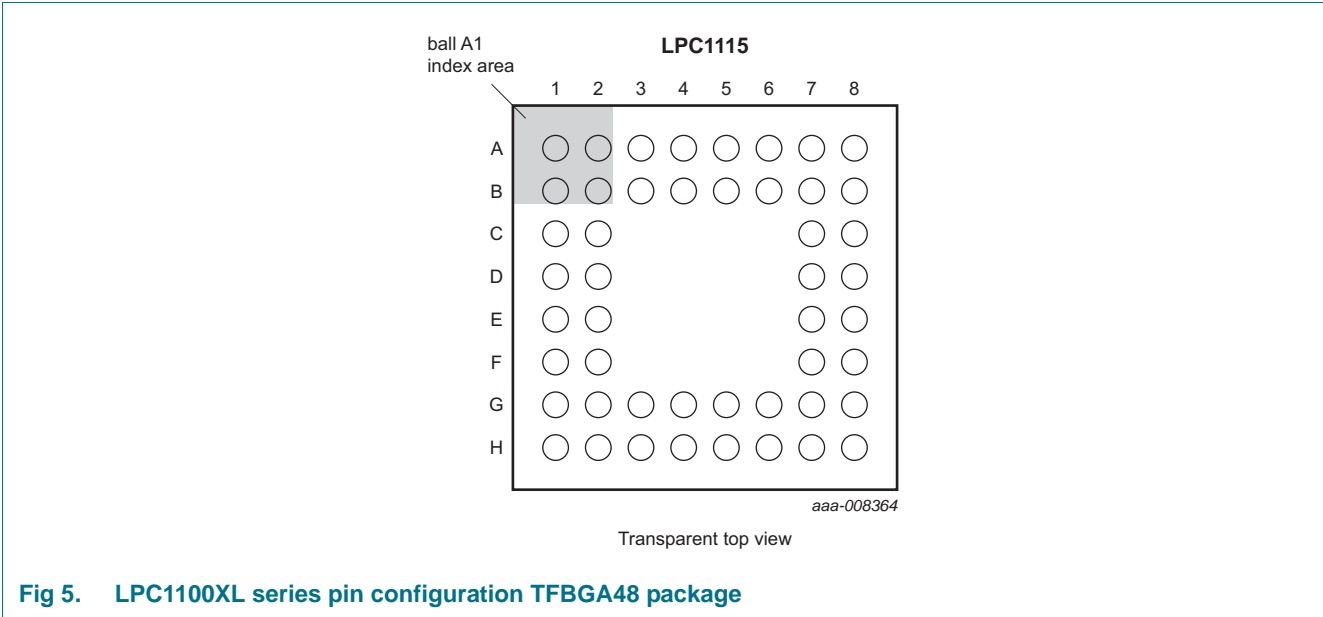 ball A1
index area
LPC1115
1 2 3 4 5 6 7 8
A
B
C
D
E
F
G
H
aaa-008364
Transparent top view
Fig 5. LPC1100XL series pin configuration TFBGA48 package